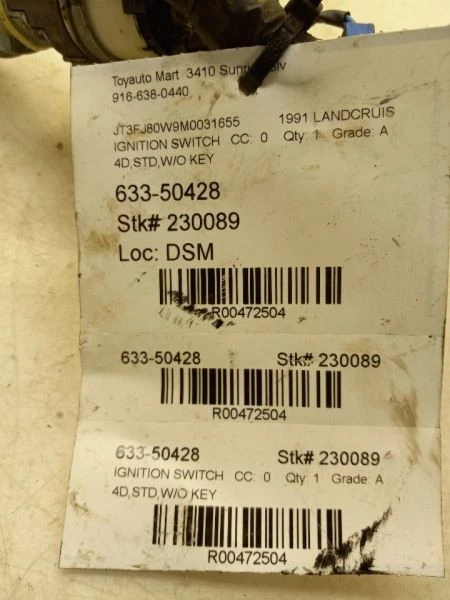 Toyauto Mart 3410 lv
916-638-0440
JT3FJ80W9M0031655 1991 LANDCRUIS
IGNITION SWITCH CC: 0 Qty: 1 Grade: A
4D,STD,W/O KEY
633-50428
Stk# 230089
Loc: DSM
R00472504
633-50428 Stk# 230089
R00472504
633-50428 Stk# 230089
IGNITION SWITCH CC: 0 Qty: 1 Grade: A
4D,STD,W/O KEY
R00472504